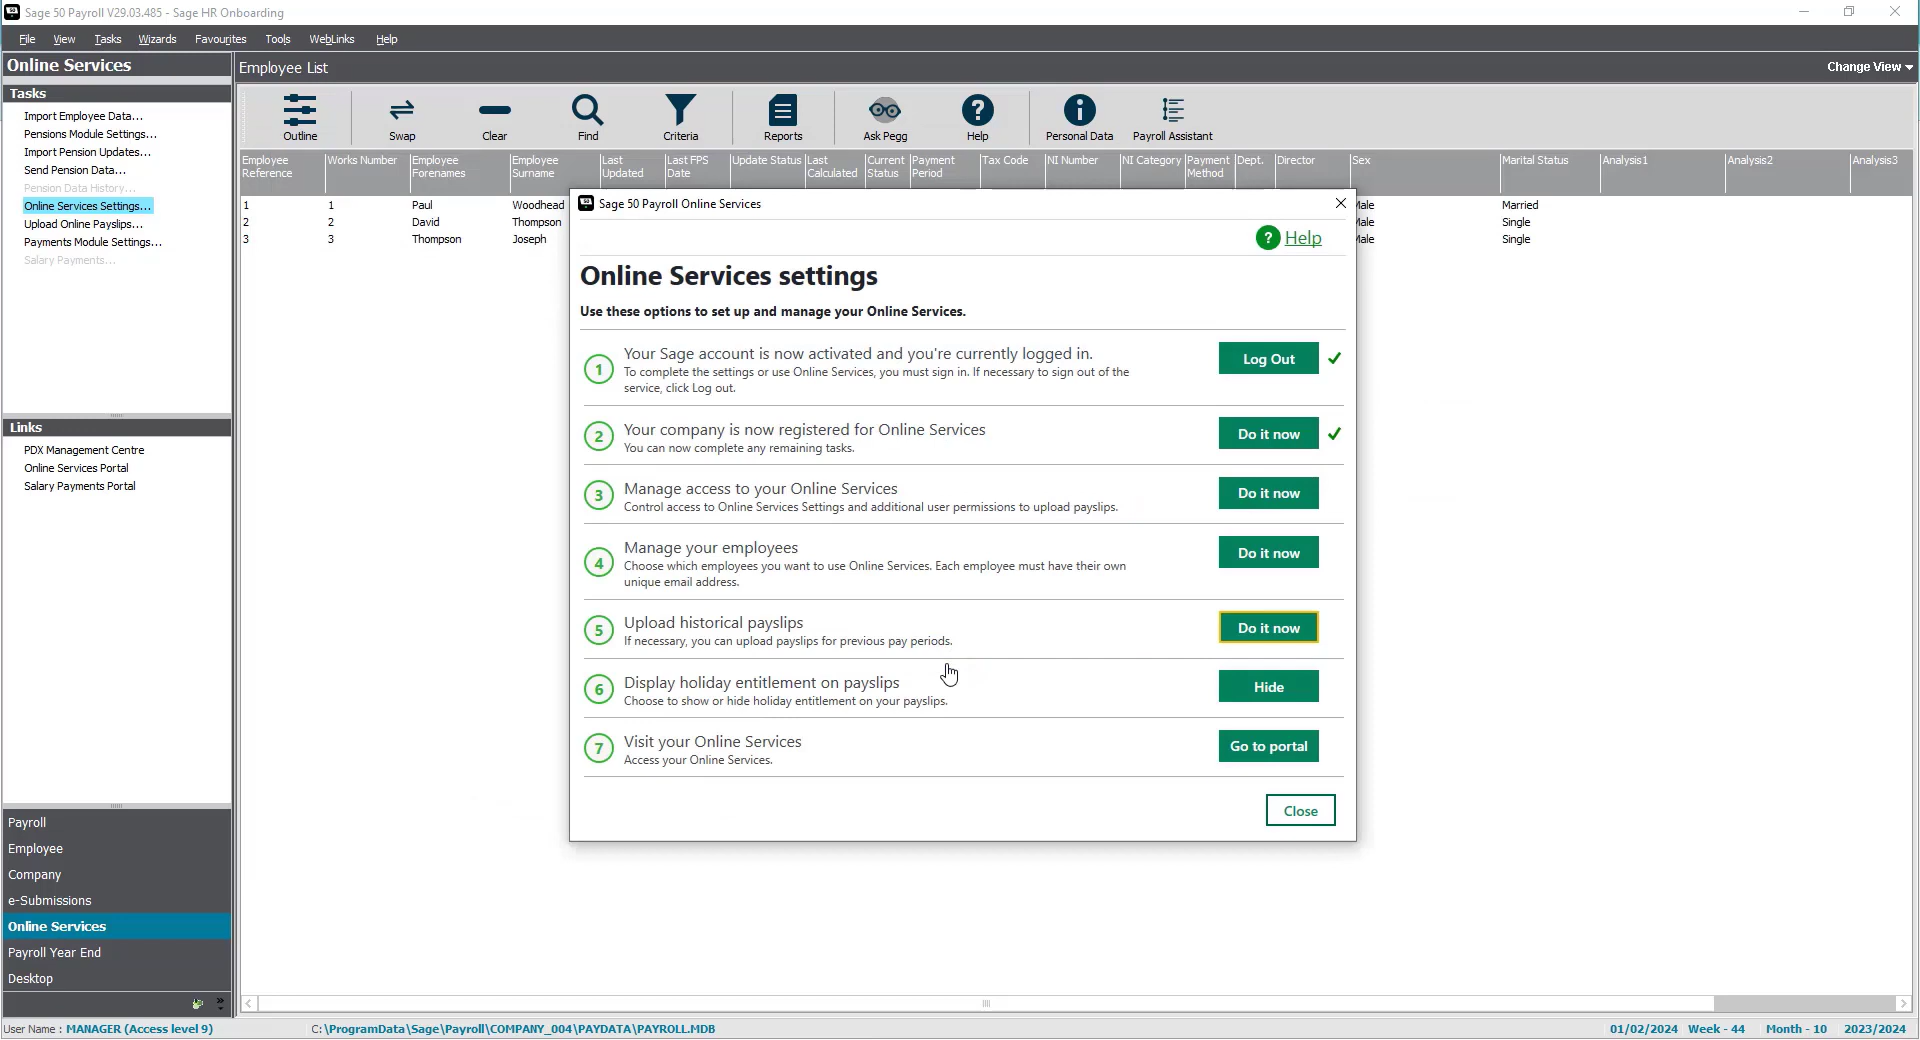 Sage 50 Payroll V29.03.485 - Sage HR Onboarding
File View Tasks Wizards Favourites Tools WebLinks Help
Online Services
Employee List
Change View
Tasks
Import Employee Data...
Pensions Module Settings...
Import Pension Updates...
Send Pension Data...
Pension Data History...
Online Services Settings...
Upload Online Payslips...
Payments Module Settings...
Salary Payments...
Outline Swap Clear Find Criteria Reports Ask Pegg Help Personal Data Payroll Assistant
Employee Reference Works Number Employee Forenames Employee Surname Last Updated Last FPS Date Update Status Last Calculated Current Status Payment Period Tax Code NI Number NI Category Payment Method Dept. Director Sex Marital Status Analysis1 Analysis2 Analysis3
1 1 Paul Woodhead Male Married
2 2 David Thompson Male Single
3 3 Thompson Joseph Male Single
Sage 50 Payroll Online Services
? Help
Online Services settings
Use these options to set up and manage your Online Services.
1 Your Sage account is now activated and you're currently logged in.
To complete the settings or use Online Services, you must sign in. If necessary to sign out of the
service, click Log out.
Log Out
2 Your company is now registered for Online Services
You can now complete any remaining tasks.
Do it now
3 Manage access to your Online Services
Control access to Online Services Settings and additional user permissions to upload payslips.
Do it now
4 Manage your employees
Choose which employees you want to use Online Services. Each employee must have their own
unique email address.
Do it now
5 Upload historical payslips
If necessary, you can upload payslips for previous pay periods.
Do it now
6 Display holiday entitlement on payslips
Choose to show or hide holiday entitlement on your payslips.
Hide
7 Visit your Online Services
Access your Online Services.
Go to portal
Close
Links
PDX Management Centre
Online Services Portal
Salary Payments Portal
Payroll
Employee
Company
e-Submissions
Online Services
Payroll Year End
Desktop
User Name : MANAGER (Access level 9) C:\ProgramData\Sage\Payroll\COMPANY_004\PAYDATA\PAYROLL.MDB 01/02/2024 Week - 44 Month - 10 2023/2024